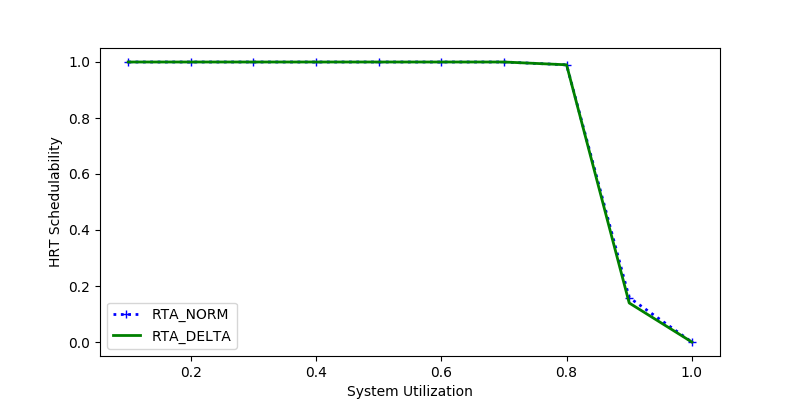 HRT Schedulability
1.0
0.8
0.6
0.4
0.2
0.0
RTA_NORM
RTA_DELTA
0.2 0.4 0.6 0.8 1.0
System Utilization